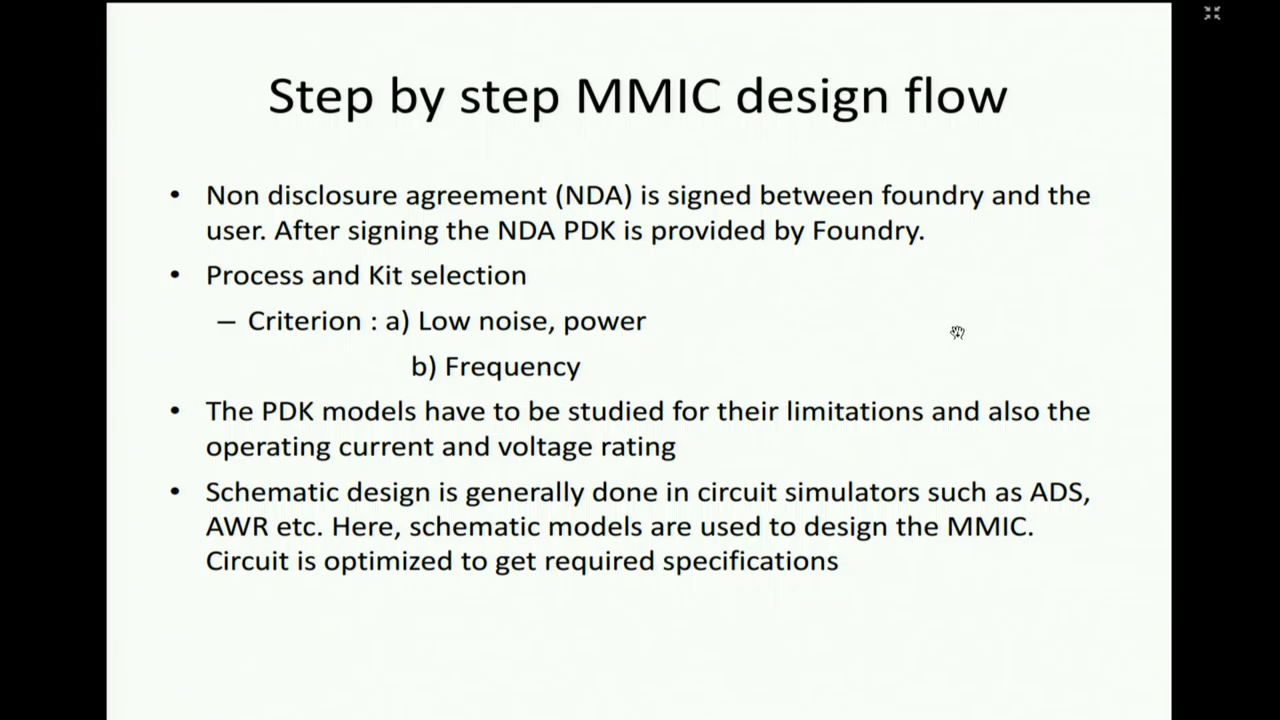 Step by step MMIC design flow
• Non disclosure agreement (NDA) is signed between foundry and the
user. After signing the NDA PDK is provided by Foundry.
• Process and Kit selection
– Criterion : a) Low noise, power
b) Frequency
• The PDK models have to be studied for their limitations and also the
operating current and voltage rating
• Schematic design is generally done in circuit simulators such as ADS,
AWR etc. Here, schematic models are used to design the MMIC.
Circuit is optimized to get required specifications